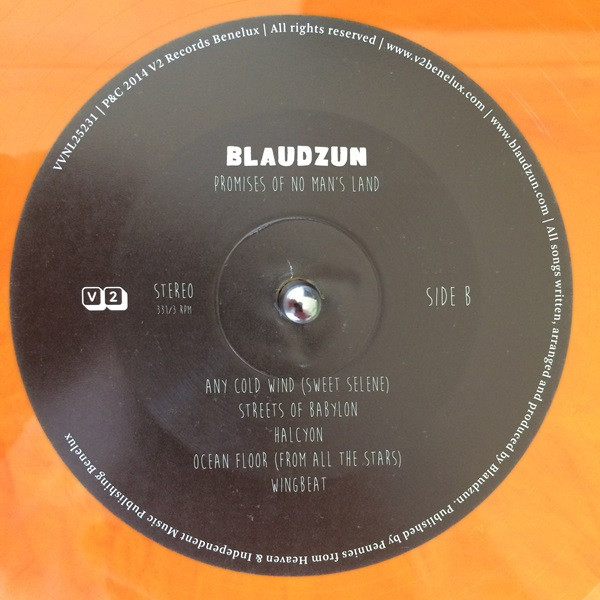 VVNL25231 | P&C 2014 V2 Records Benelux | All rights reserved | www.v2benelux.com | www.blaudzun.com | All songs written, arranged and produced by Blaudzun. Published by Pennies from Heaven & Independent Music Publishing Benelux
BLAUDZUN
PROMISES OF NO MAN'S LAND
V2
STEREO
33 1/3 RPM
SIDE B
ANY COLD WIND (SWEET SELENE)
STREETS OF BABYLON
HALCYON
OCEAN FLOOR (FROM ALL THE STARS)
WINGBEAT